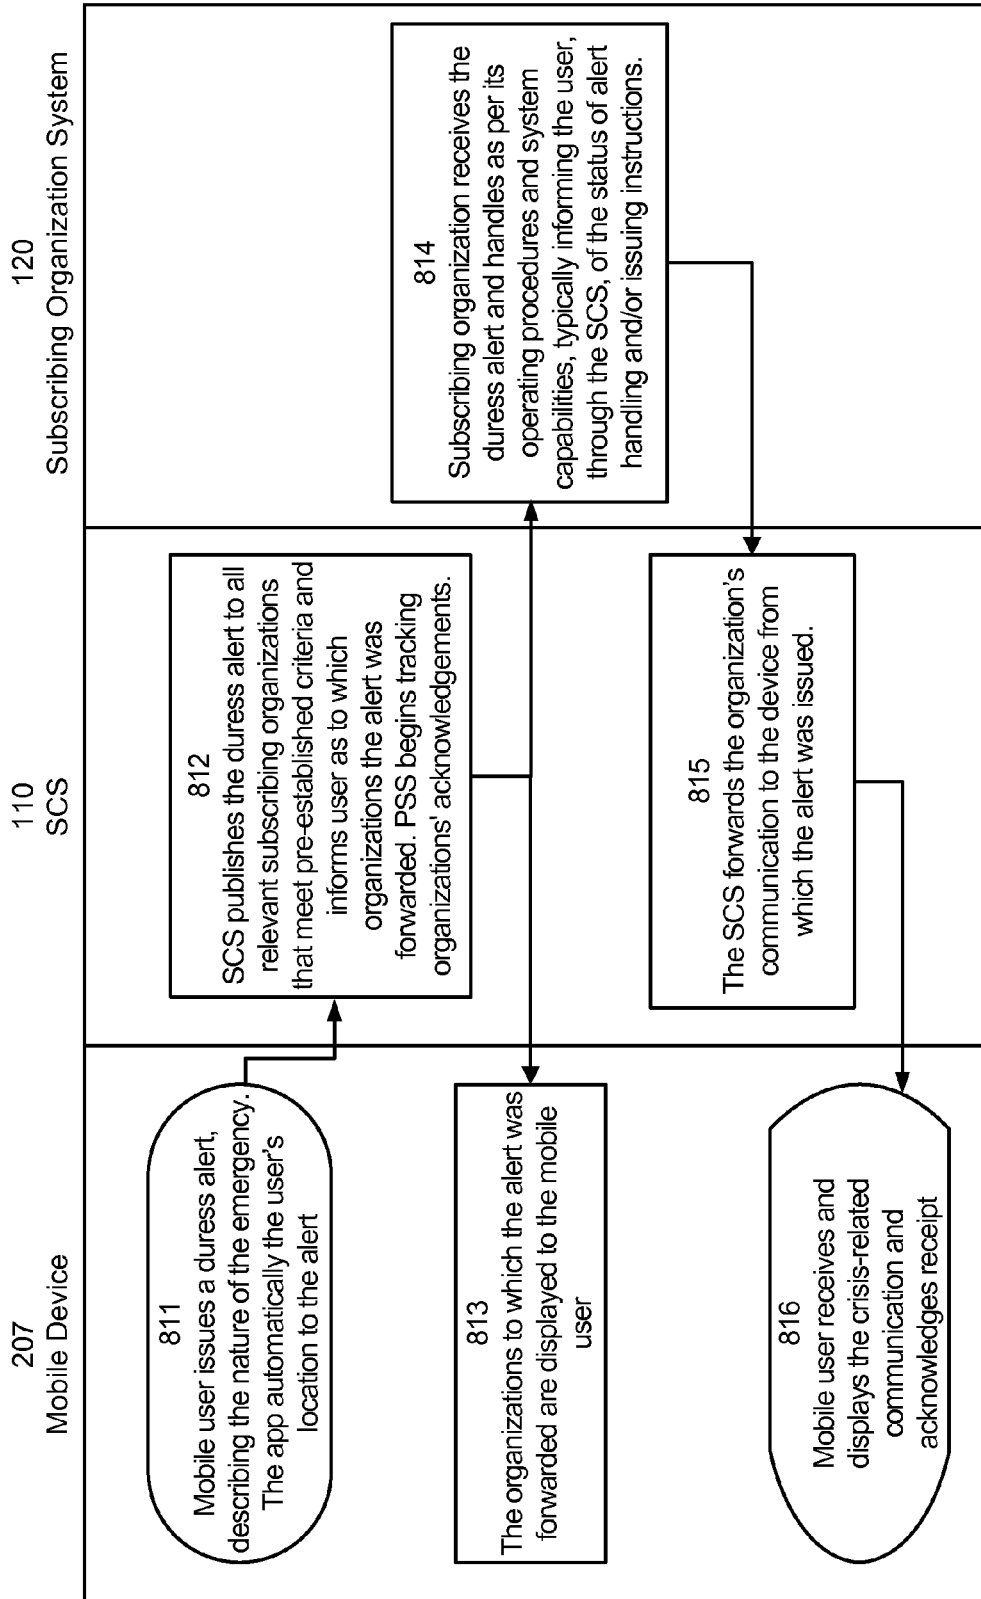 207
Mobile Device
110
SCS
120
Subscribing Organization System
811
Mobile user issues a duress alert,
describing the nature of the emergency.
The app automatically the user's
location to the alert
812
SCS publishes the duress alert to all
relevant subscribing organizations
that meet pre-established criteria and
informs user as to which
organizations the alert was
forwarded. PSS begins tracking
organizations' acknowledgements.
813
The organizations to which the alert was
forwarded are displayed to the mobile
user
814
Subscribing organization receives the
duress alert and handles as per its
operating procedures and system
capabilities, typically informing the user,
through the SCS, of the status of alert
handling and/or issuing instructions.
815
The SCS forwards the organization's
communication to the device from
which the alert was issued.
816
Mobile user receives and
displays the crisis-related
communication and
acknowledges receipt